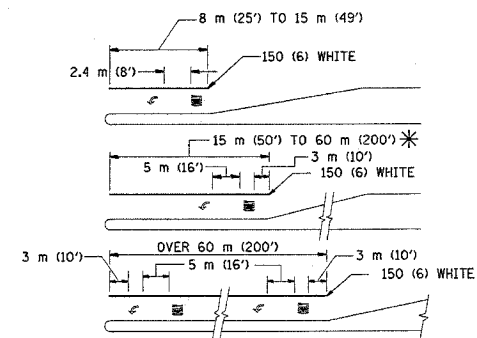 8 m (25') TO 15 m (49')
150 (6) WHITE
2.4 m (8')
15 m (50') TO 60 m (200') *
5 m (16')
3 m (10')
150 (6) WHITE
OVER 60 m (200')
3 m (10')
5 m (16')
3 m (10')
150 (6) WHITE